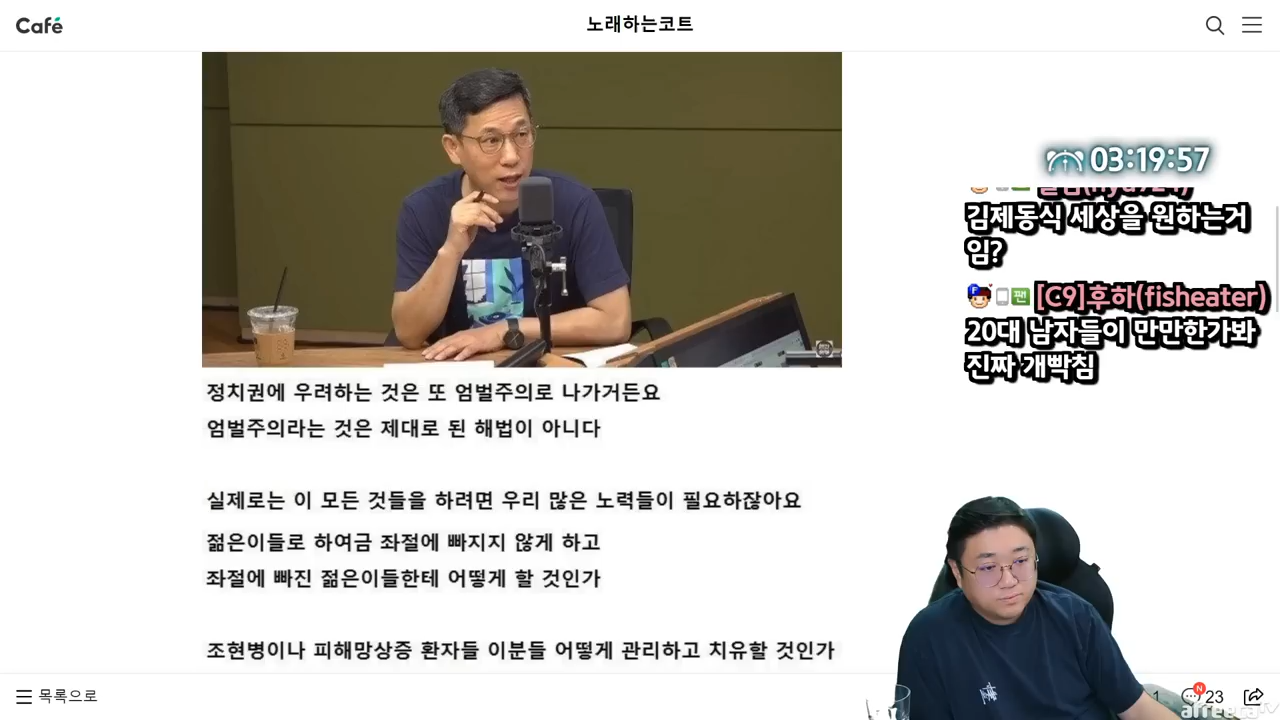 Café
노래하는코트
03:19:57
김제동식 세상을 원하는거
임?
팬 [C9]후하(fisheater)
20대 남자들이 만만한가봐
진짜 개빡침
정치권에 우려하는 것은 또 엄벌주의로 나가거든요
엄벌주의라는 것은 제대로 된 해법이 아니다
실제로는 이 모든 것들을 하려면 우리 많은 노력들이 필요하잖아요
젊은이들로 하여금 좌절에 빠지지 않게 하고
좌절에 빠진 젊은이들한테 어떻게 할 것인가
조현병이나 피해망상증 환자들 이분들 어떻게 관리하고 치유할 것인가
목록으로
1
N
23
afreecaTV